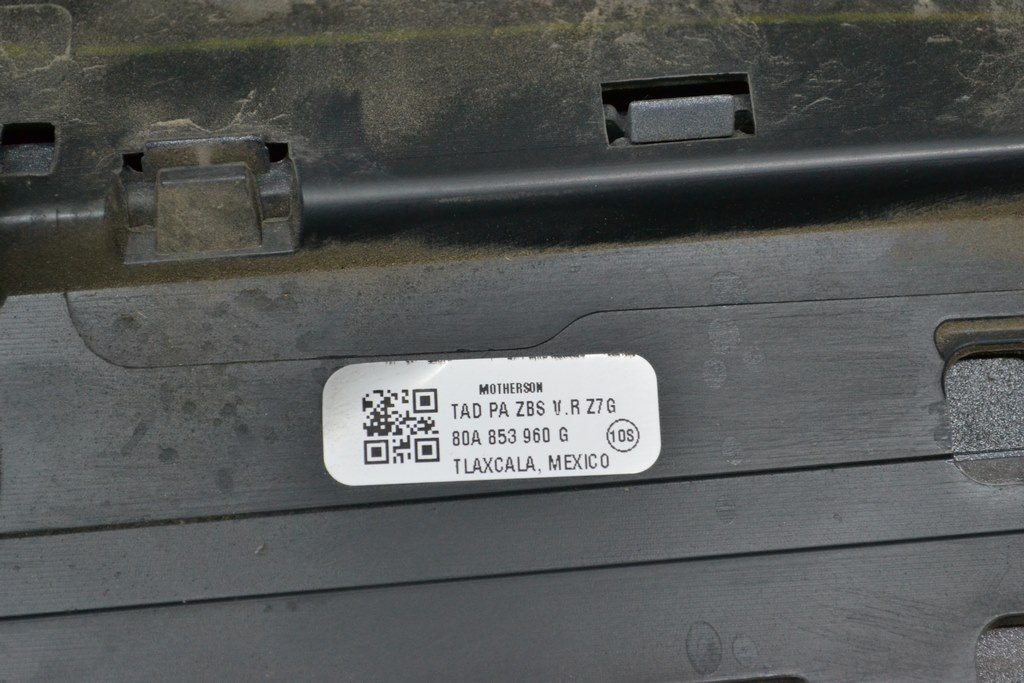 MOTHERSON
TAD PA ZBS V.R Z7G
80A 853 960 G
10S
TLAXCALA, MEXICO